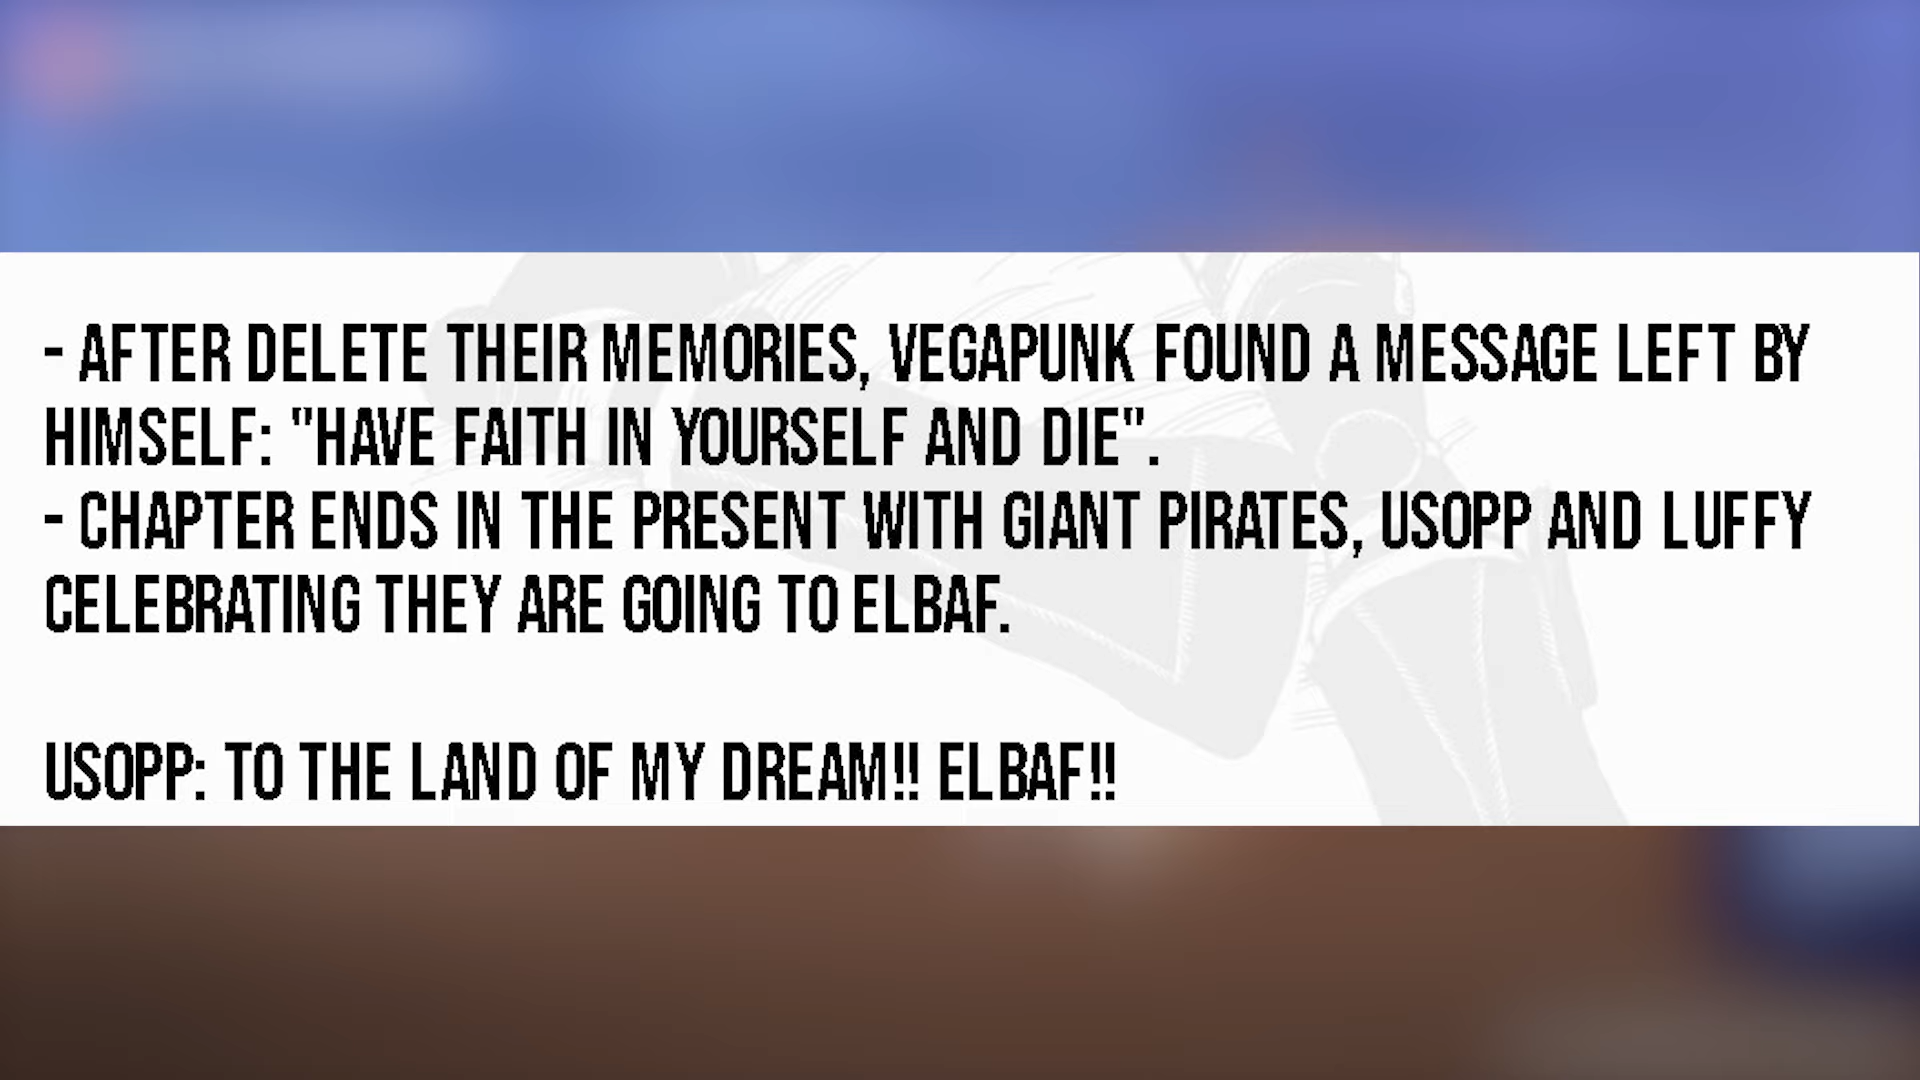 - AFTER DELETE THEIR MEMORIES, VEGAPUNK FOUND A MESSAGE LEFT BY
HIMSELF: "HAVE FAITH IN YOURSELF AND DIE".
- CHAPTER ENDS IN THE PRESENT WITH GIANT PIRATES, USOPP AND LUFFY
CELEBRATING THEY ARE GOING TO ELBAF.
USOPP: TO THE LAND OF MY DREAM!! ELBAF!!